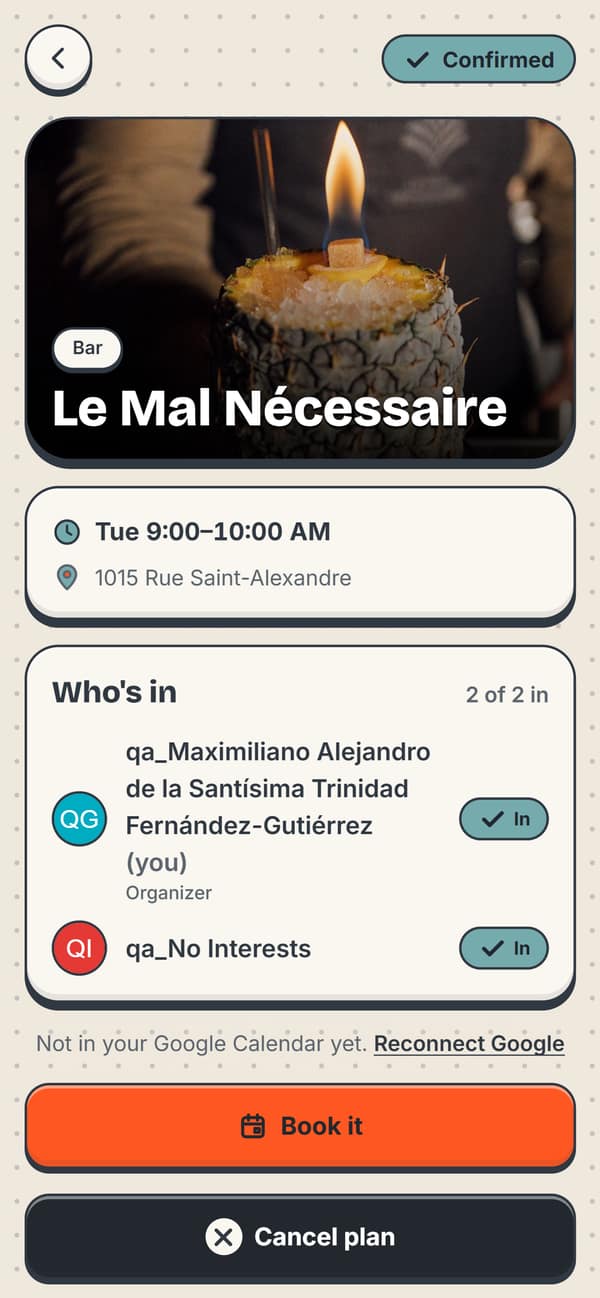 Confirmed
Bar
Le Mal Nécessaire
Tue 9:00–10:00 AM
1015 Rue Saint-Alexandre
Who's in
2 of 2 in
qa_Maximiliano Alejandro
de la Santísima Trinidad
Fernández-Gutiérrez
(you)
Organizer
QG
In
QI
qa_No Interests
In
Not in your Google Calendar yet. Reconnect Google
Book it
Cancel plan